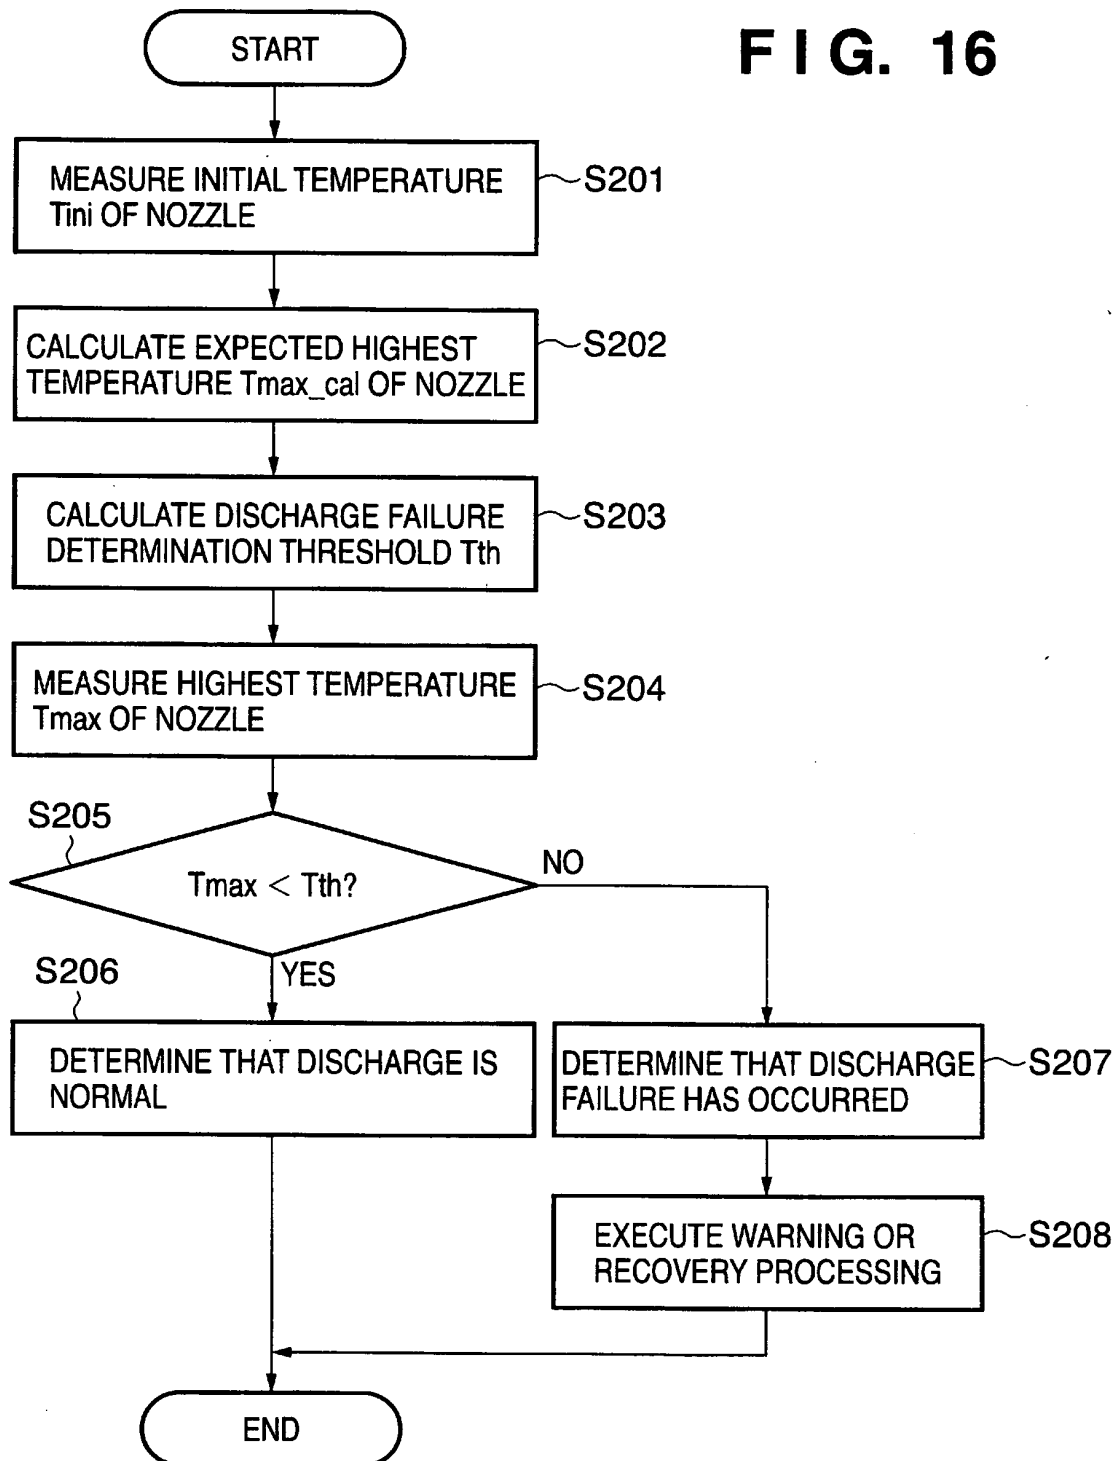 FIG. 16
START
MEASURE INITIAL TEMPERATURE
Tini OF NOZZLE
S201
CALCULATE EXPECTED HIGHEST
TEMPERATURE Tmax_cal OF NOZZLE
S202
CALCULATE DISCHARGE FAILURE
DETERMINATION THRESHOLD Tth
S203
MEASURE HIGHEST TEMPERATURE
Tmax OF NOZZLE
S204
S205
Tmax < Tth?
NO
YES
S206
DETERMINE THAT DISCHARGE IS
NORMAL
DETERMINE THAT DISCHARGE
FAILURE HAS OCCURRED
S207
EXECUTE WARNING OR
RECOVERY PROCESSING
S208
END